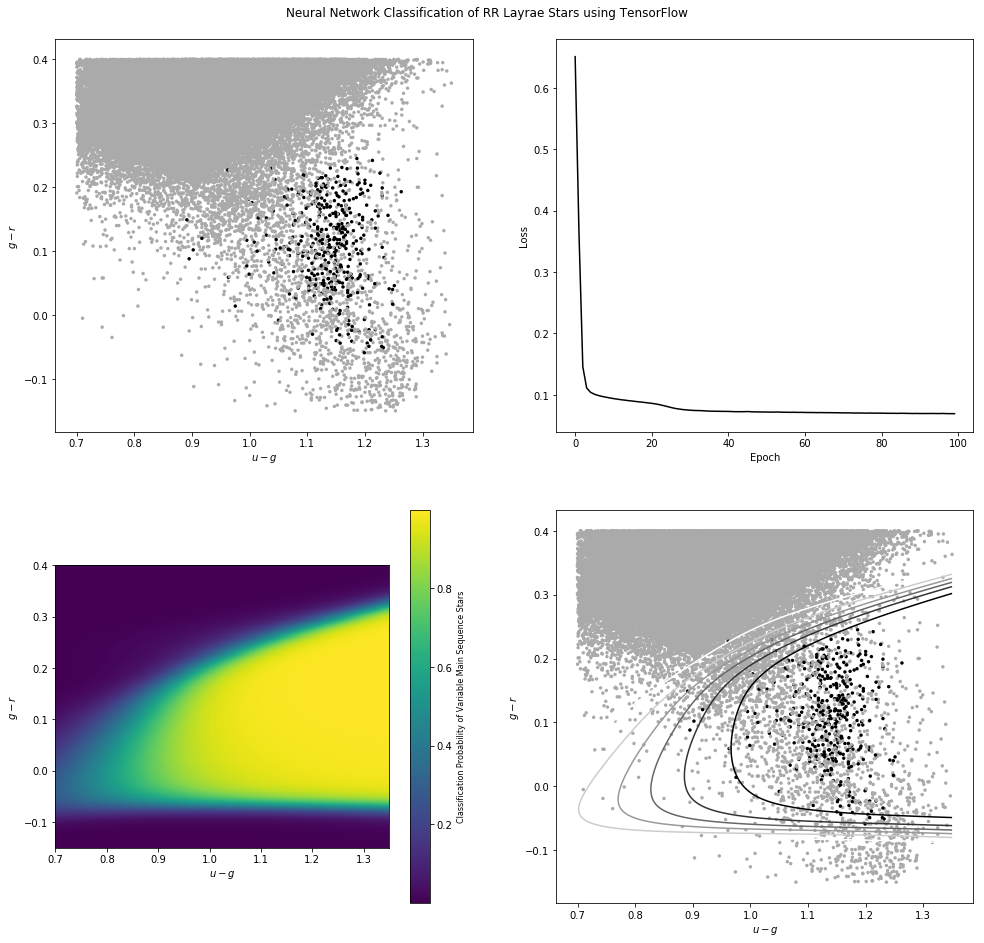 Neural Network Classification of RR Layrae Stars using TensorFlow
0.4
0.3
0.2
0.1
0.0
−0.1
g − r
0.7 0.8 0.9 1.0 1.1 1.2 1.3
u − g
0.6
0.5
0.4
0.3
0.2
0.1
Loss
0 20 40 60 80 100
Epoch
0.4
0.3
0.2
0.1
0.0
−0.1
g − r
0.7 0.8 0.9 1.0 1.1 1.2 1.3
u − g
0.8
0.6
0.4
0.2
Classification Probability of Variable Main Sequence Stars
0.4
0.3
0.2
0.1
0.0
−0.1
g − r
0.7 0.8 0.9 1.0 1.1 1.2 1.3
u − g